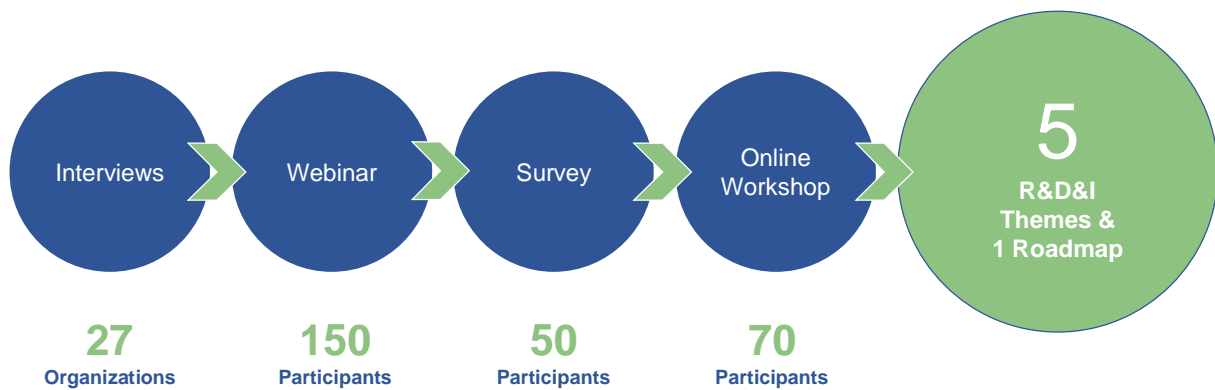 Interviews
Webinar
Survey
Online
Workshop
5
R&D&I
Themes &
1 Roadmap
27
Organizations
150
Participants
50
Participants
70
Participants